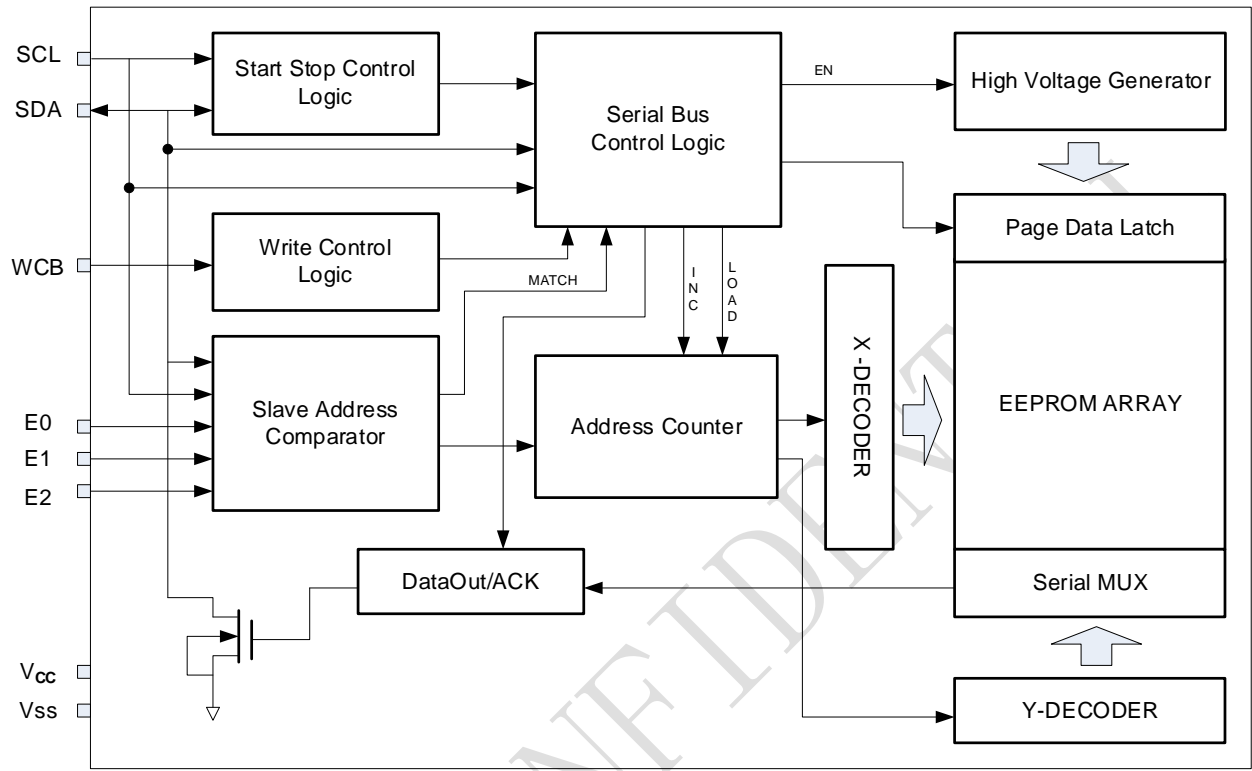 SCL
SDA
WCB
E0
E1
E2
Vcc
Vss
Start Stop Control
Logic
Serial Bus
Control Logic
EN
High Voltage Generator
Write Control
Logic
MATCH
INC
LOAD
Page Data Latch
X-DECODER
EEPROM ARRAY
Slave Address
Comparator
Address Counter
DataOut/ACK
Serial MUX
Y-DECODER